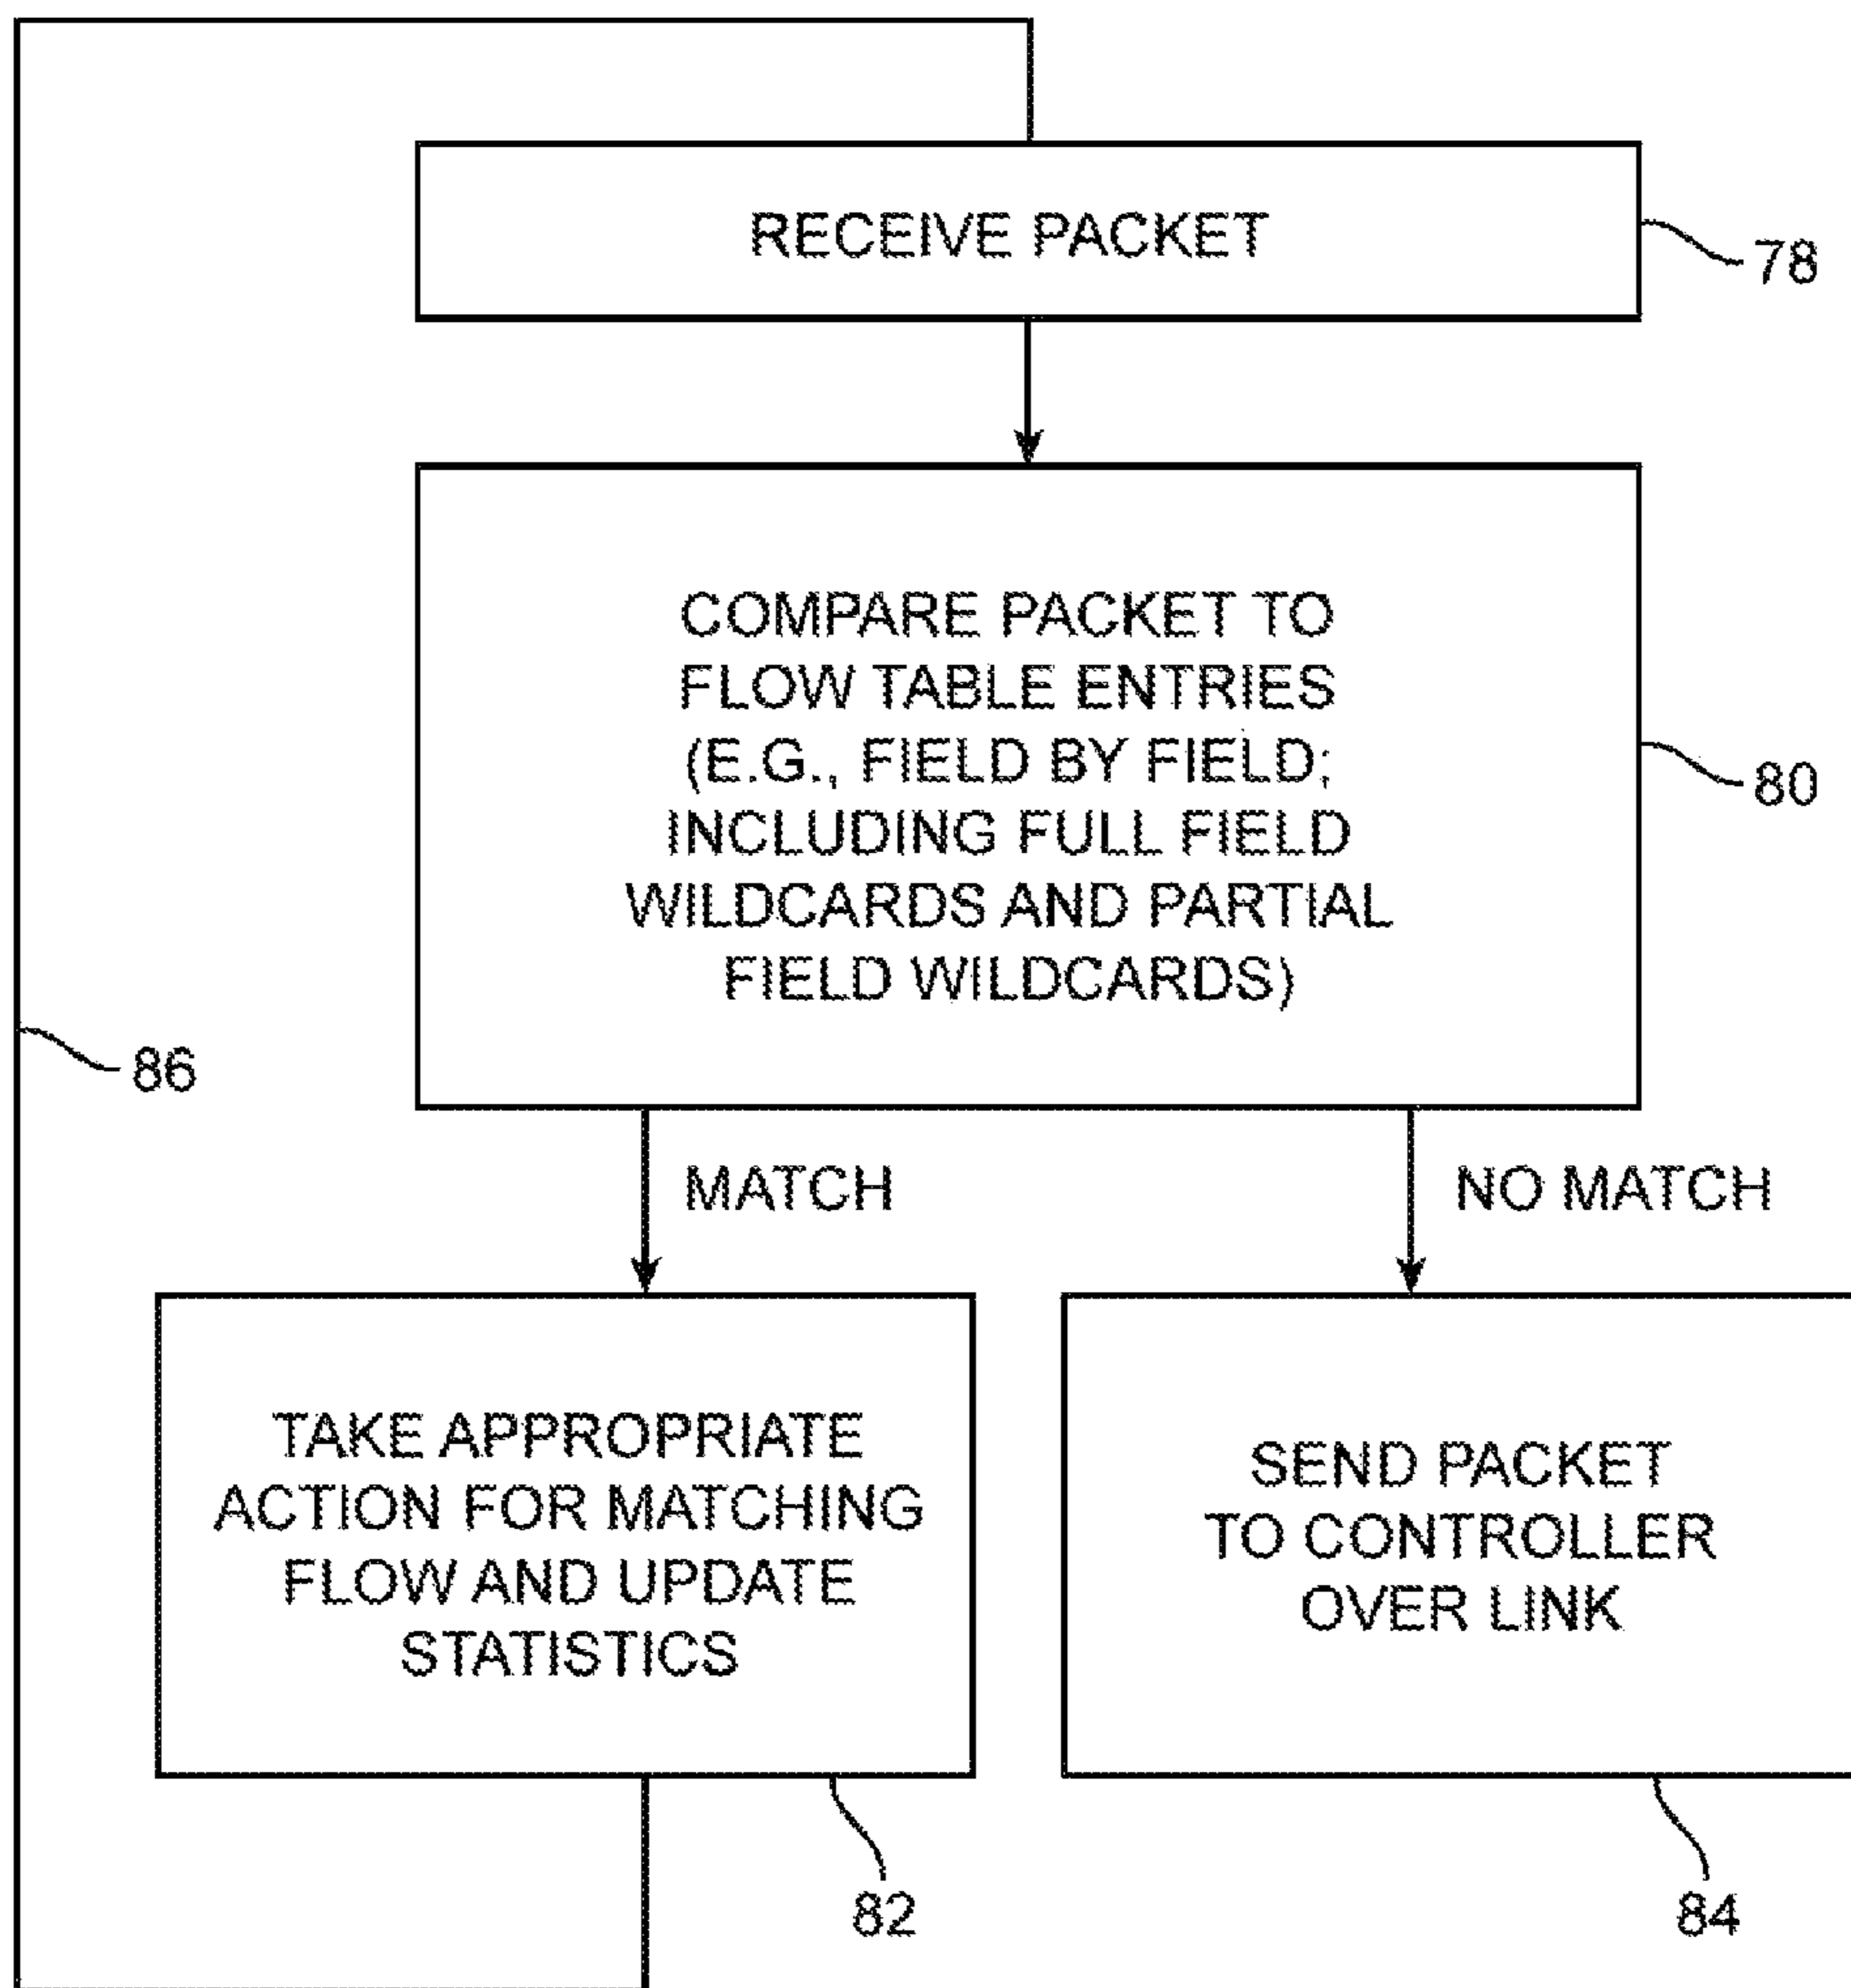 RECEIVE PACKET
78
COMPARE PACKET TO
FLOW TABLE ENTRIES
(E.G., FIELD BY FIELD;
INCLUDING FULL FIELD
WILDCARDS AND PARTIAL
FIELD WILDCARDS)
80
86
MATCH
NO MATCH
TAKE APPROPRIATE
ACTION FOR MATCHING
FLOW AND UPDATE
STATISTICS
SEND PACKET
TO CONTROLLER
OVER LINK
82
84